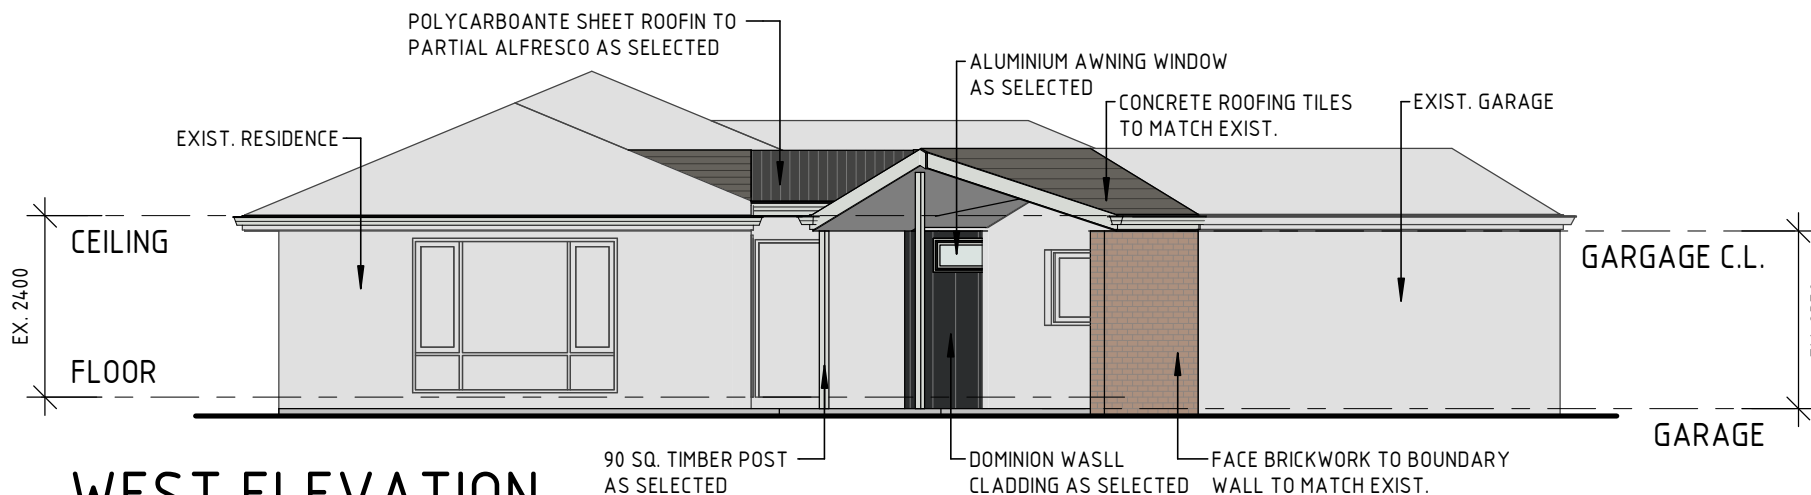 POLYCARBOANTE SHEET ROOFIN TO
PARTIAL ALFRESCO AS SELECTED
ALUMINIUM AWNING WINDOW
AS SELECTED
CONCRETE ROOFING TILES
TO MATCH EXIST.
EXIST. GARAGE
EXIST. RESIDENCE
CEILING
GARGAGE C.L.
EX. 2400
FLOOR
GARAGE
90 SQ. TIMBER POST
AS SELECTED
DOMINION WASLL
CLADDING AS SELECTED
FACE BRICKWORK TO BOUNDARY
WALL TO MATCH EXIST.
WEST ELEVATION